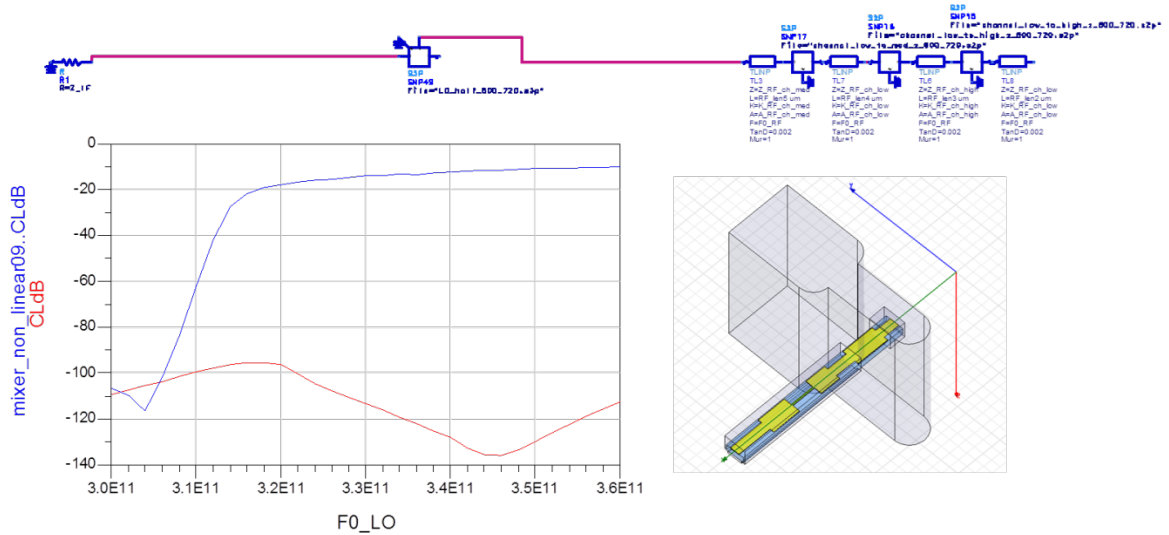 S2P
SNP15
File="channel_low_to_high_z_600_720.s2p"
S2P
SNP16
File="channel_low_to_high_z_600_720.s2p"
S2P
SNP17
File="channel_low_to_med_z_600_720.s2p"
R
R1
R=Z_IF
S3P
SNP49
File="LO_half_600_720.s3p"
TLINP
TL3
Z=Z_RF_ch_med
L=RF_len5 um
K=K_RF_ch_med
A=A_RF_ch_med
F=F0_RF
TanD=0.002
Mur=1
TLINP
TL7
Z=Z_RF_ch_low
L=RF_len4 um
K=K_RF_ch_low
A=A_RF_ch_low
F=F0_RF
TanD=0.002
Mur=1
TLINP
TL6
Z=Z_RF_ch_high
L=RF_len3 um
K=K_RF_ch_high
A=A_RF_ch_high
F=F0_RF
TanD=0.002
Mur=1
TLINP
TL8
Z=Z_RF_ch_low
L=RF_len2 um
K=K_RF_ch_low
A=A_RF_ch_low
F=F0_RF
TanD=0.002
Mur=1
mixer_non_linear09..CLdB
CLdB
0
-20
-40
-60
-80
-100
-120
-140
3.0E11 3.1E11 3.2E11 3.3E11 3.4E11 3.5E11 3.6E11
F0_LO